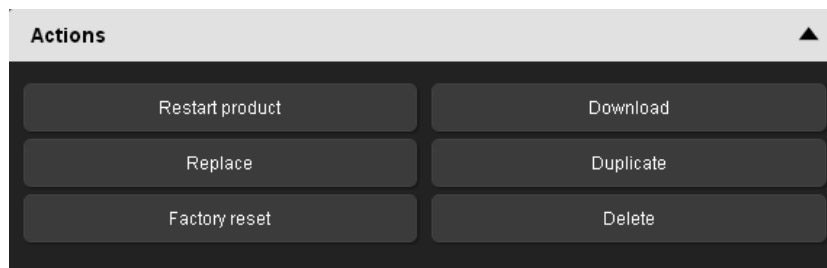 Actions
Restart product
Download
Replace
Duplicate
Factory reset
Delete